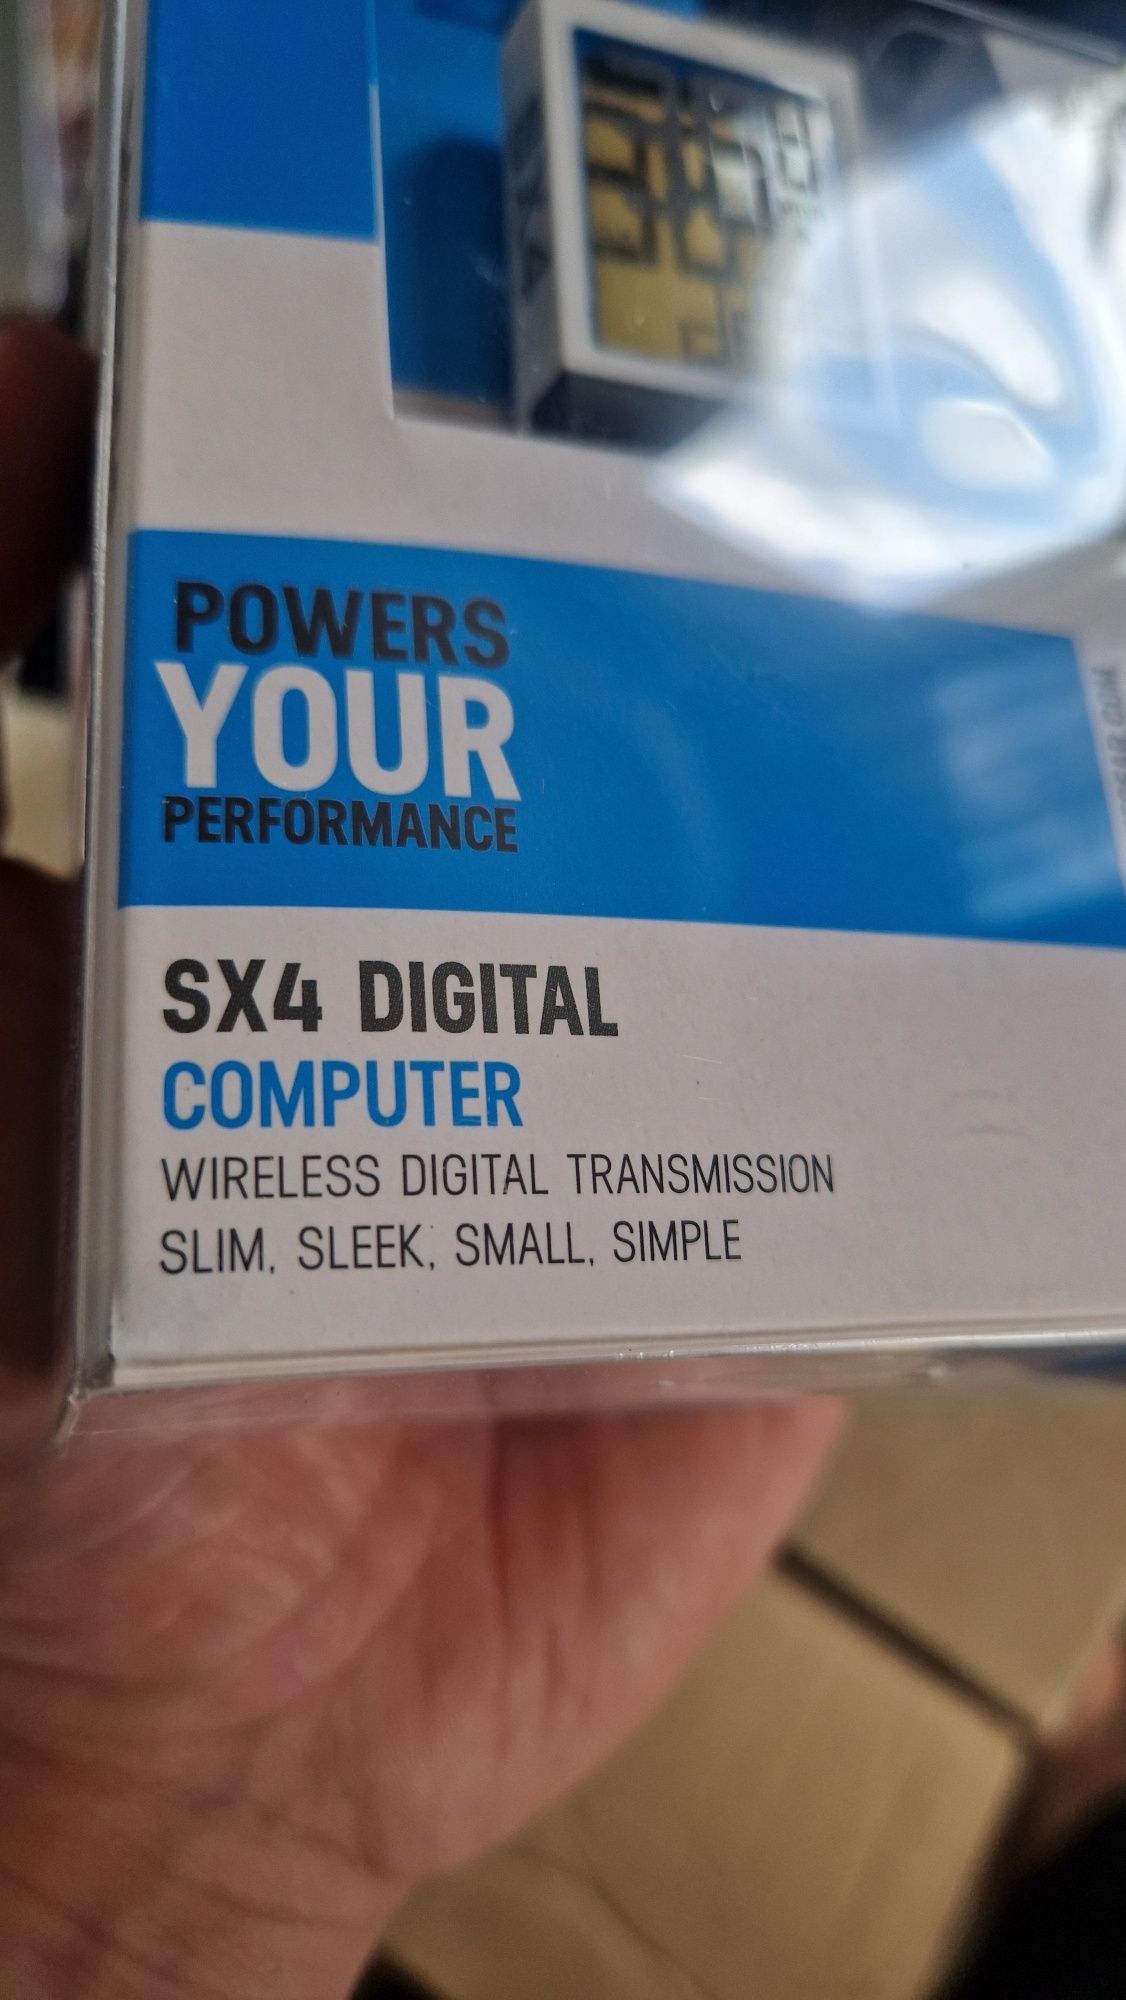 POWERS
YOUR
PERFORMANCE
SX4 DIGITAL
COMPUTER
WIRELESS DIGITAL TRANSMISSION
SLIM, SLEEK, SMALL, SIMPLE